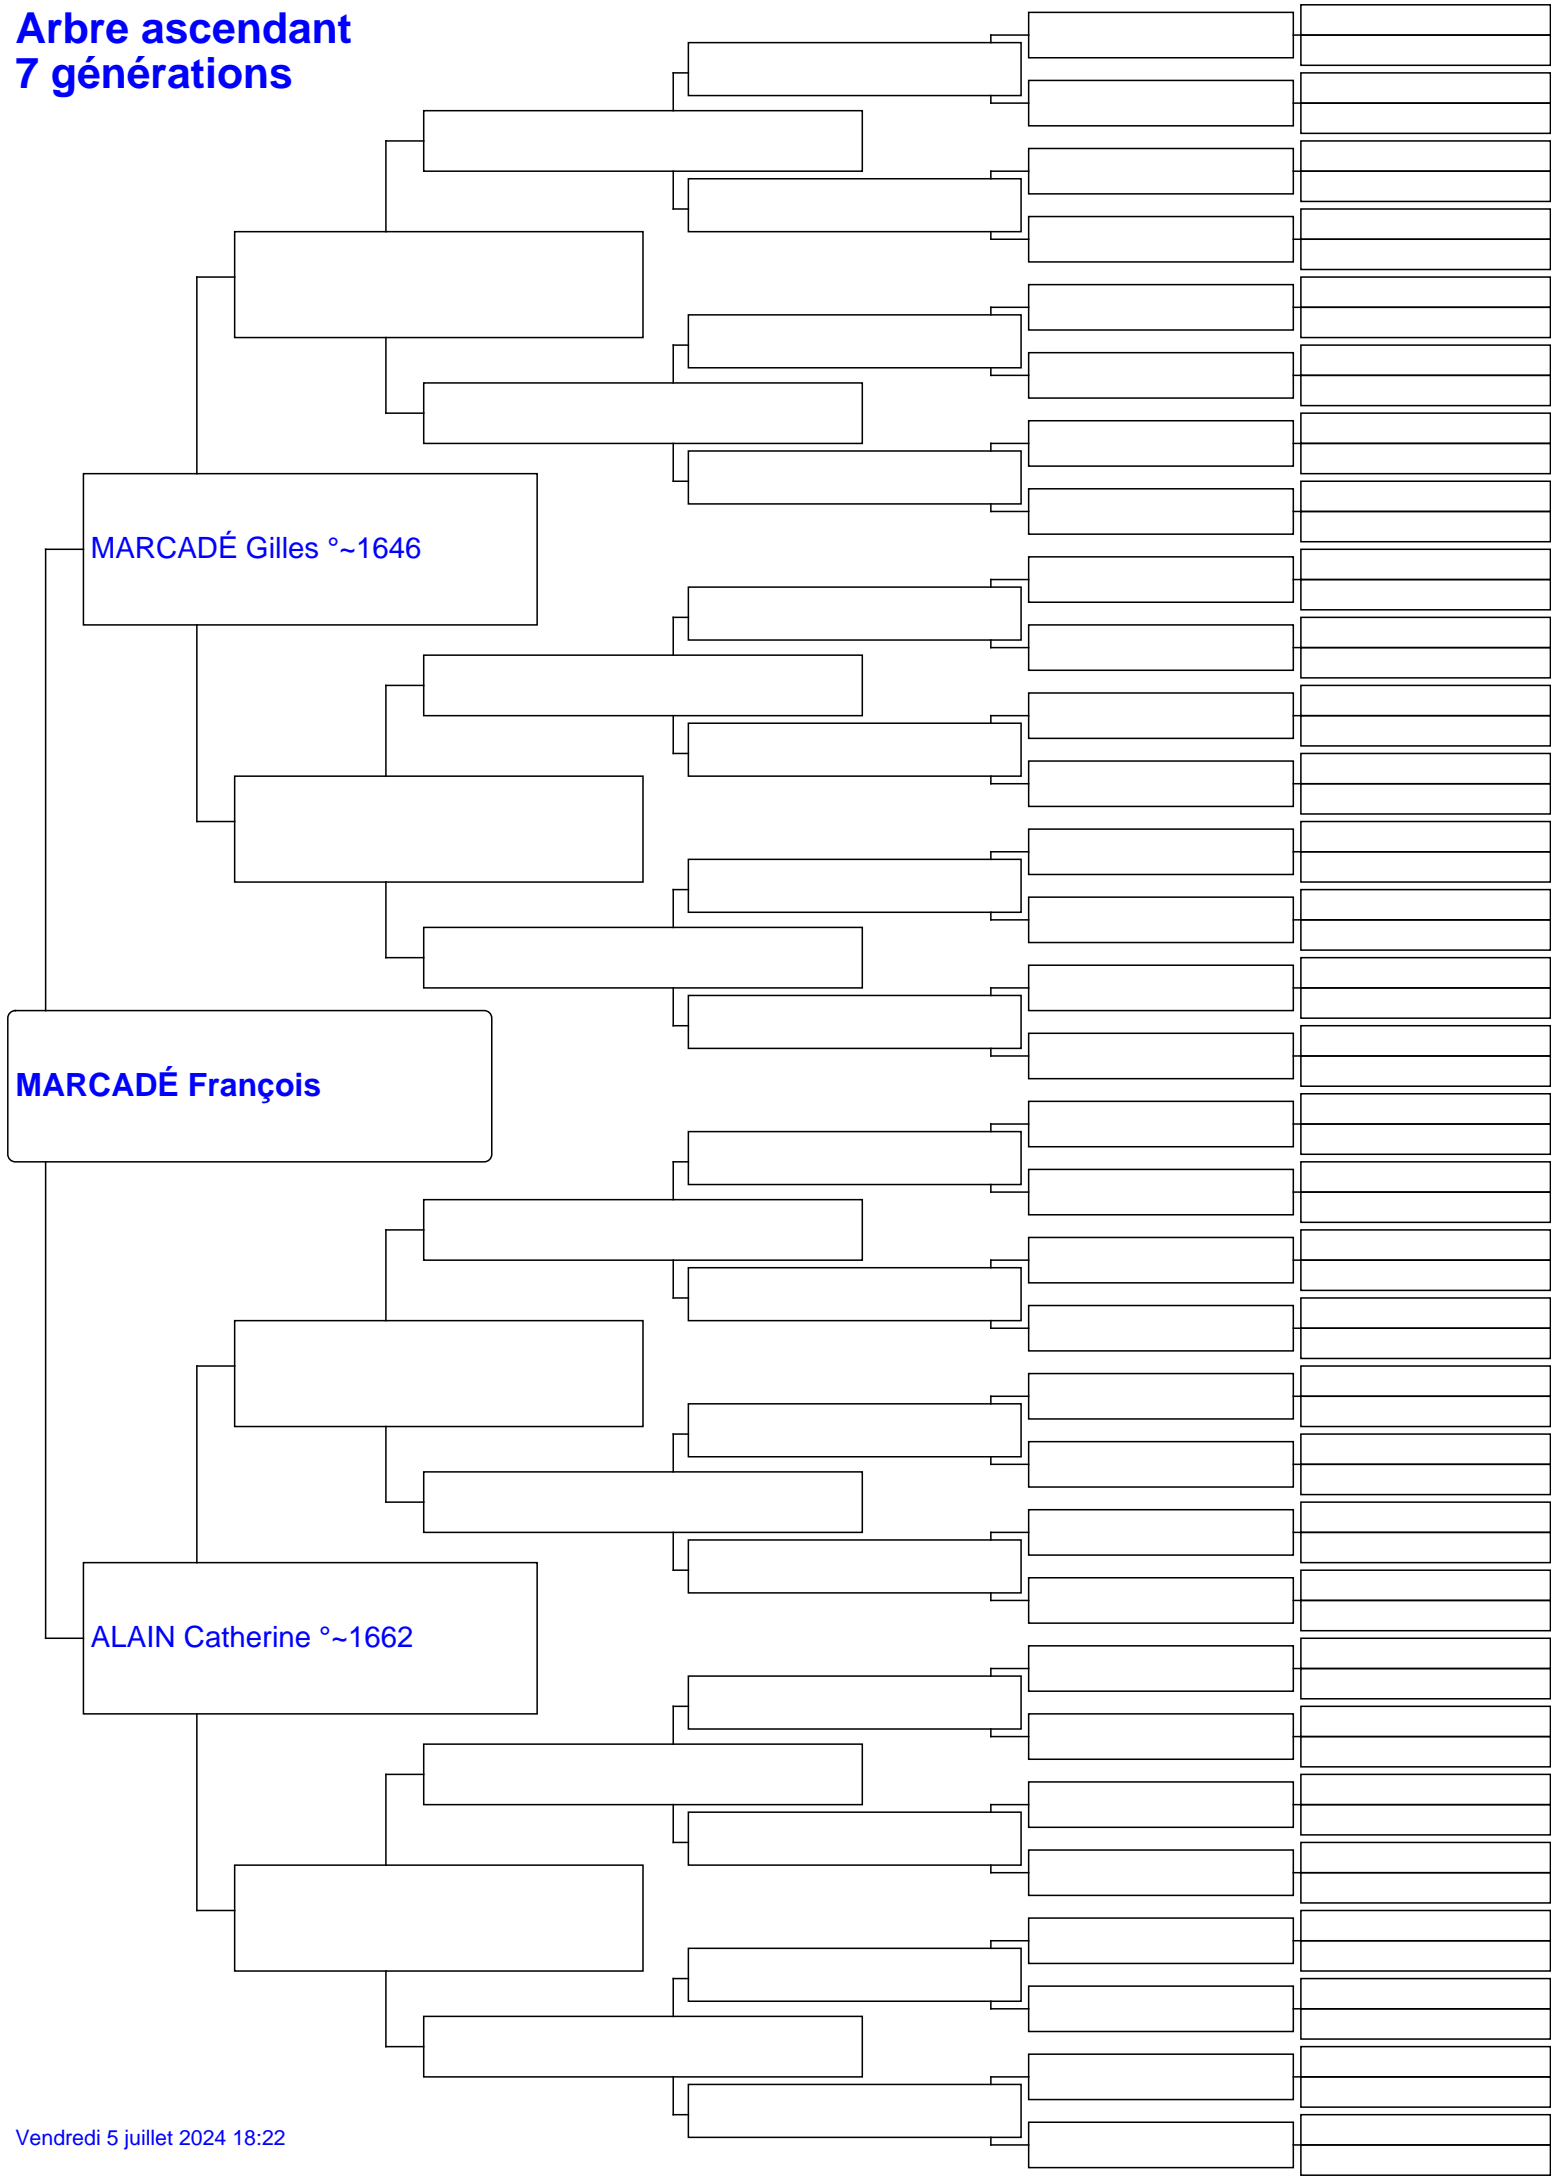 Arbre ascendant
7 générations
MARCADÉ Gilles °~1646
MARCADÉ François
ALAIN Catherine °~1662
Vendredi 5 juillet 2024 18:22